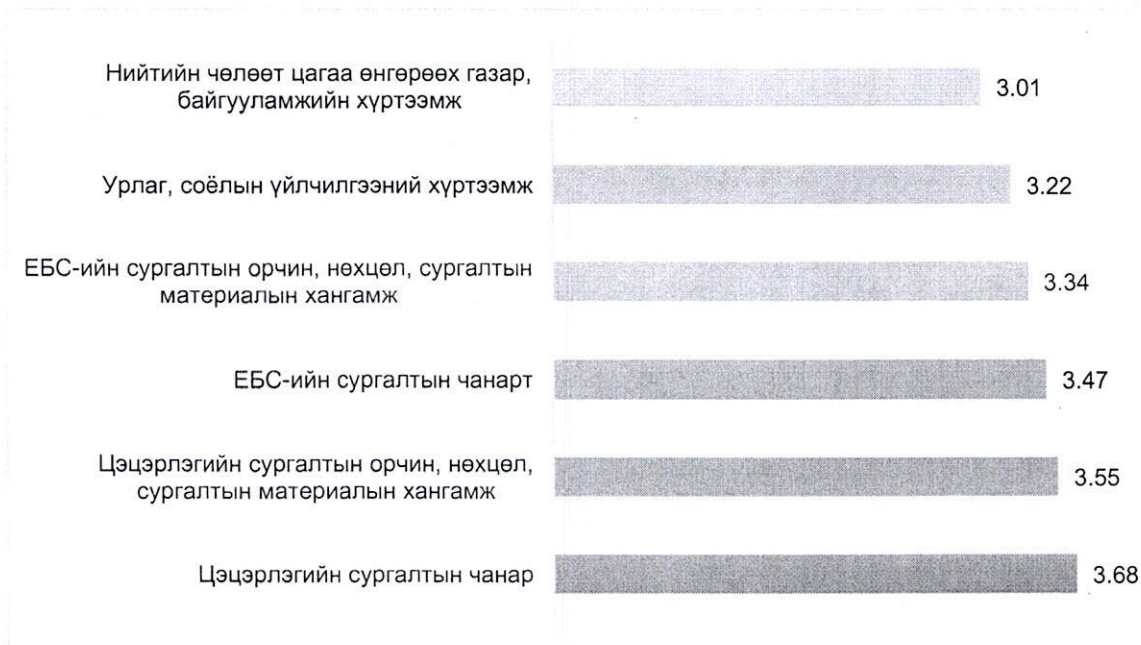 Нийтийн чөлөөт цагаа өнгөрөөх газар,
байгууламжийн хүртээмж
3.01
Урлаг, соёлын үйлчилгээний хүртээмж
3.22
ЕБС-ийн сургалтын орчин, нөхцөл, сургалтын
материалын хангамж
3.34
ЕБС-ийн сургалтын чанарт
3.47
Цэцэрлэгийн сургалтын орчин, нөхцөл,
сургалтын материалын хангамж
3.55
Цэцэрлэгийн сургалтын чанар
3.68